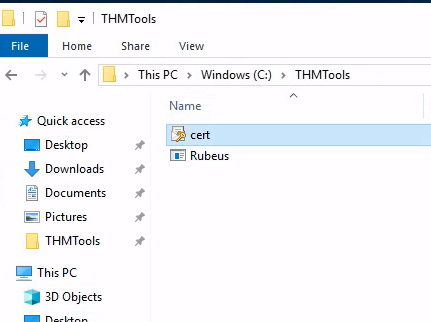 THMTools
File Home Share View
This PC > Windows (C:) > THMTools
Name
Quick access
cert
Desktop
Rubeus
Downloads
Documents
Pictures
THMTools
This PC
3D Objects
Desktop